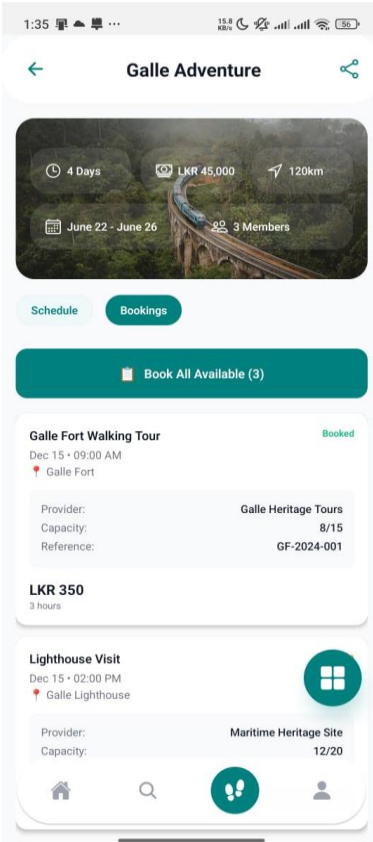 1:35
15.8
KB/s
56
Galle Adventure
4 Days
LKR 45,000
120km
June 22 - June 26
3 Members
Schedule
Bookings
Book All Available (3)
Galle Fort Walking Tour
Booked
Dec 15 • 09:00 AM
Galle Fort
Provider: Galle Heritage Tours
Capacity: 8/15
Reference: GF-2024-001
LKR 350
3 hours
Lighthouse Visit
Dec 15 • 02:00 PM
Galle Lighthouse
Provider: Maritime Heritage Site
Capacity: 12/20